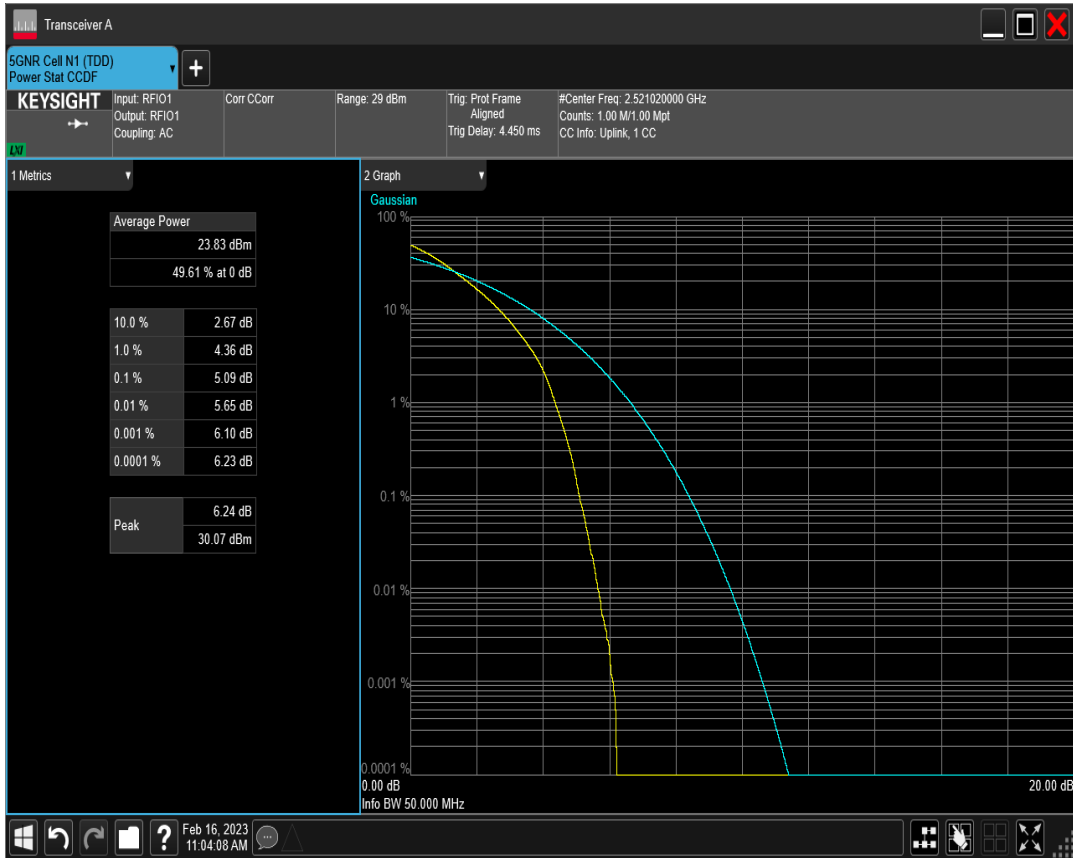 Transceiver A
5GNR Cell N1 (TDD)
Power Stat CCDF
+
KEYSIGHT
LXI
Input: RFIO1
Output: RFIO1
Coupling: AC
Corr CCorr
Range: 29 dBm
Trig: Prot Frame
Aligned
Trig Delay: 4.450 ms
#Center Freq: 2.521020000 GHz
Counts: 1.00 M/1.00 Mpt
CC Info: Uplink, 1 CC
1 Metrics
Average Power
23.83 dBm
49.61 % at 0 dB
10.0 % 2.67 dB
1.0 % 4.36 dB
0.1 % 5.09 dB
0.01 % 5.65 dB
0.001 % 6.10 dB
0.0001 % 6.23 dB
Peak
6.24 dB
30.07 dBm
2 Graph
Gaussian
100 %
10 %
1 %
0.1 %
0.01 %
0.001 %
0.0001 %
0.00 dB 20.00 dB
Info BW 50.000 MHz
?
Feb 16, 2023
11:04:08 AM